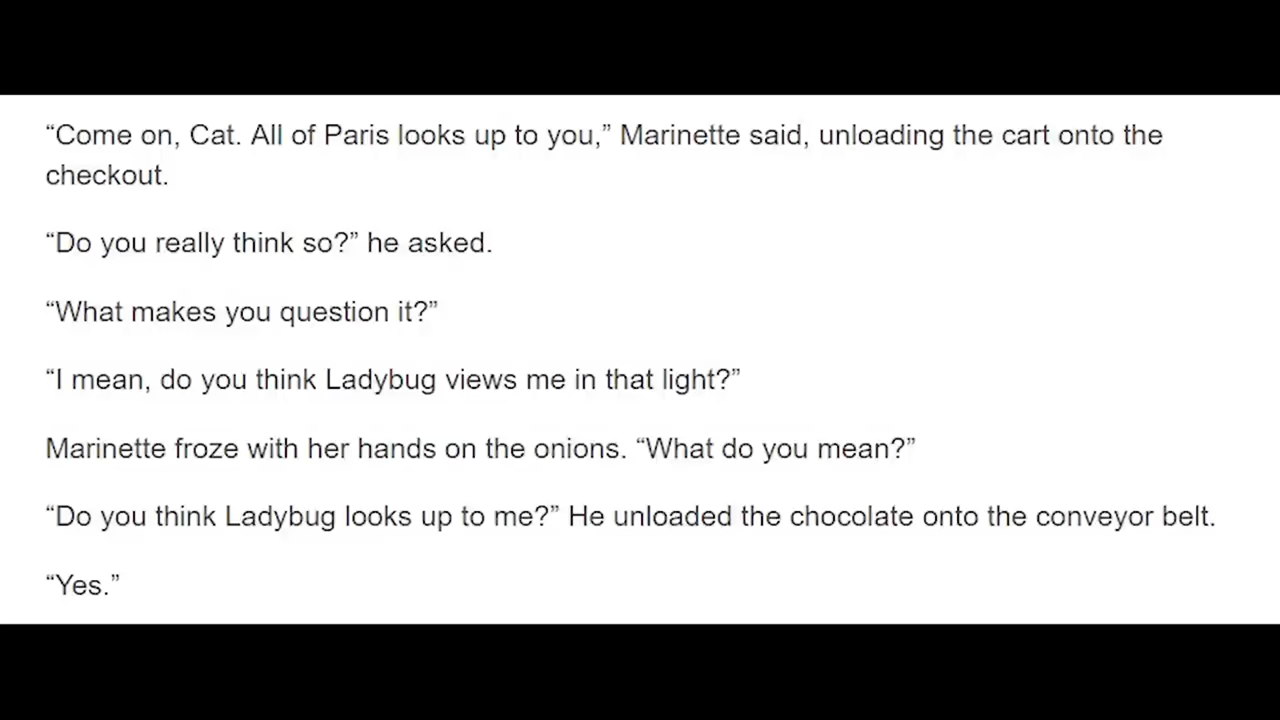 “Come on, Cat. All of Paris looks up to you,” Marinette said, unloading the cart onto the
checkout.
“Do you really think so?” he asked.
“What makes you question it?”
“I mean, do you think Ladybug views me in that light?”
Marinette froze with her hands on the onions. “What do you mean?”
“Do you think Ladybug looks up to me?” He unloaded the chocolate onto the conveyor belt.
“Yes.”